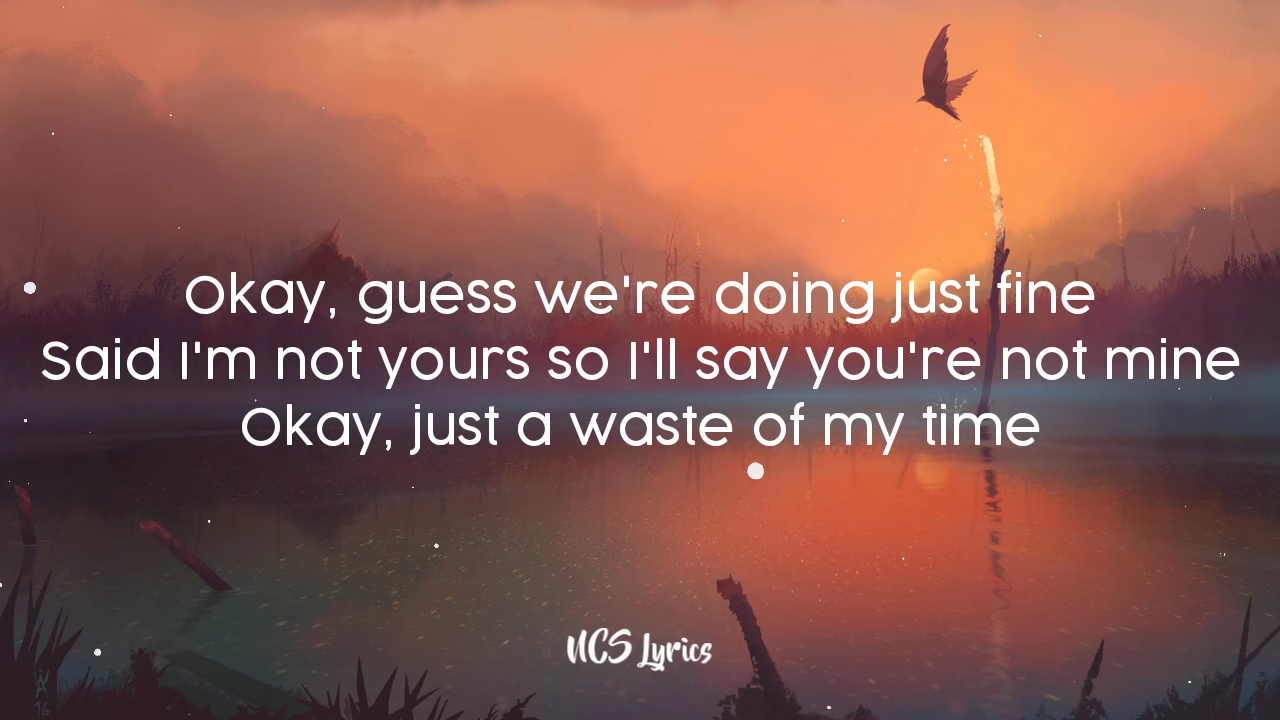 Okay, guess we're doing just fine
Said I'm not yours so I'll say you're not mine
Okay, just a waste of my time
NCS Lyrics